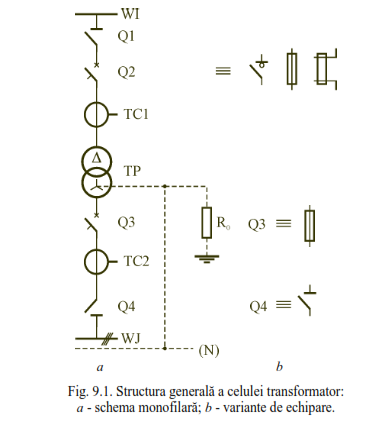 WI
Q1
Q2
≡
TC1
Δ
TP
Q3
R₀
Q3 ≡
TC2
Q4
Q4 ≡
WJ
(N)
a
b
Fig. 9.1. Structura generală a celulei transformator:
a - schema monofilară; b - variante de echipare.